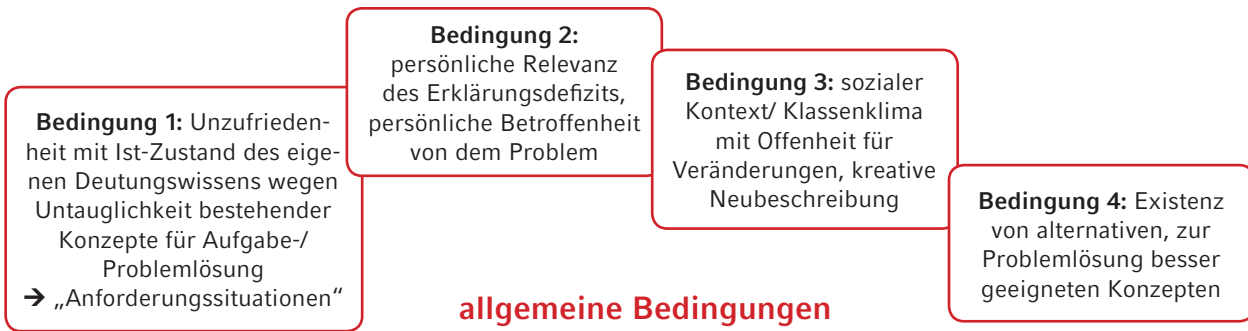 Bedingung 1: Unzufrieden-
heit mit Ist-Zustand des eige-
nen Deutungswissens wegen
Untauglichkeit bestehender
Konzepte für Aufgabe-/
Problemlösung
→ „Anforderungssituationen“
Bedingung 2:
persönliche Relevanz
des Erklärungsdefizits,
persönliche Betroffenheit
von dem Problem
Bedingung 3: sozialer
Kontext/ Klassenklima
mit Offenheit für
Veränderungen, kreative
Neubeschreibung
Bedingung 4: Existenz
von alternativen, zur
Problemlösung besser
geeigneten Konzepten
allgemeine Bedingungen